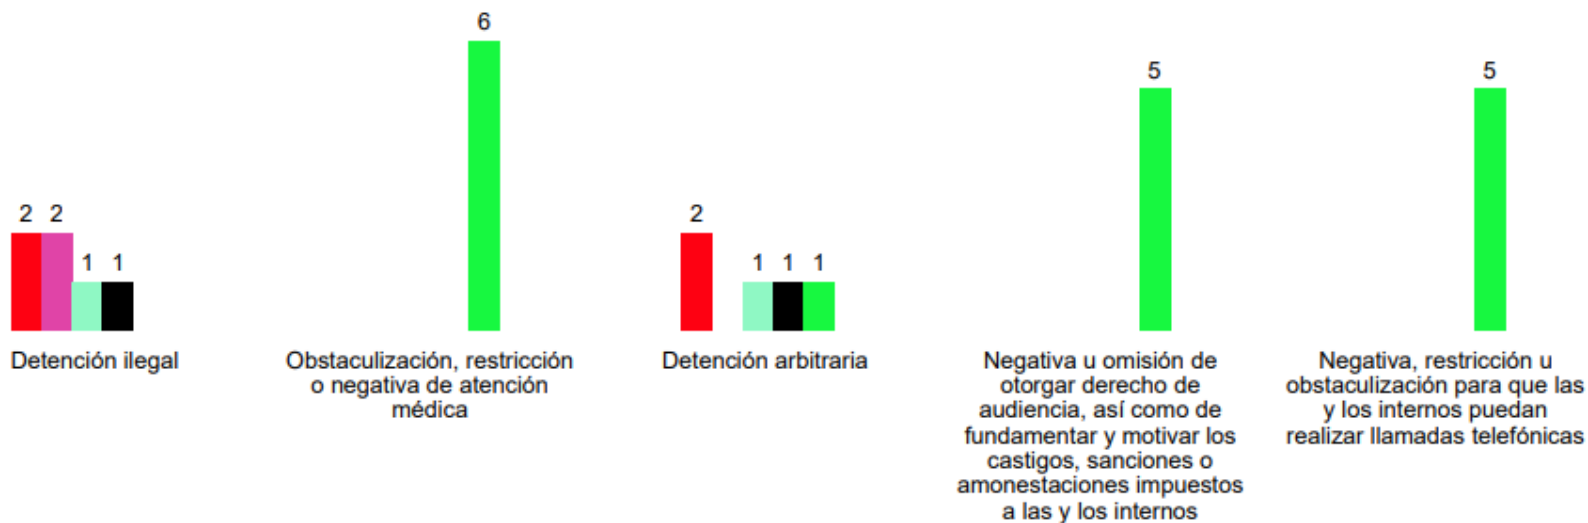 6
5
5
2 2
2
1 1
1 1 1
Detención ilegal
Obstaculización, restricción
o negativa de atención
médica
Detención arbitraria
Negativa u omisión de
otorgar derecho de
audiencia, así como de
fundamentar y motivar los
castigos, sanciones o
amonestaciones impuestos
a las y los internos
Negativa, restricción u
obstaculización para que las
y los internos puedan
realizar llamadas telefónicas